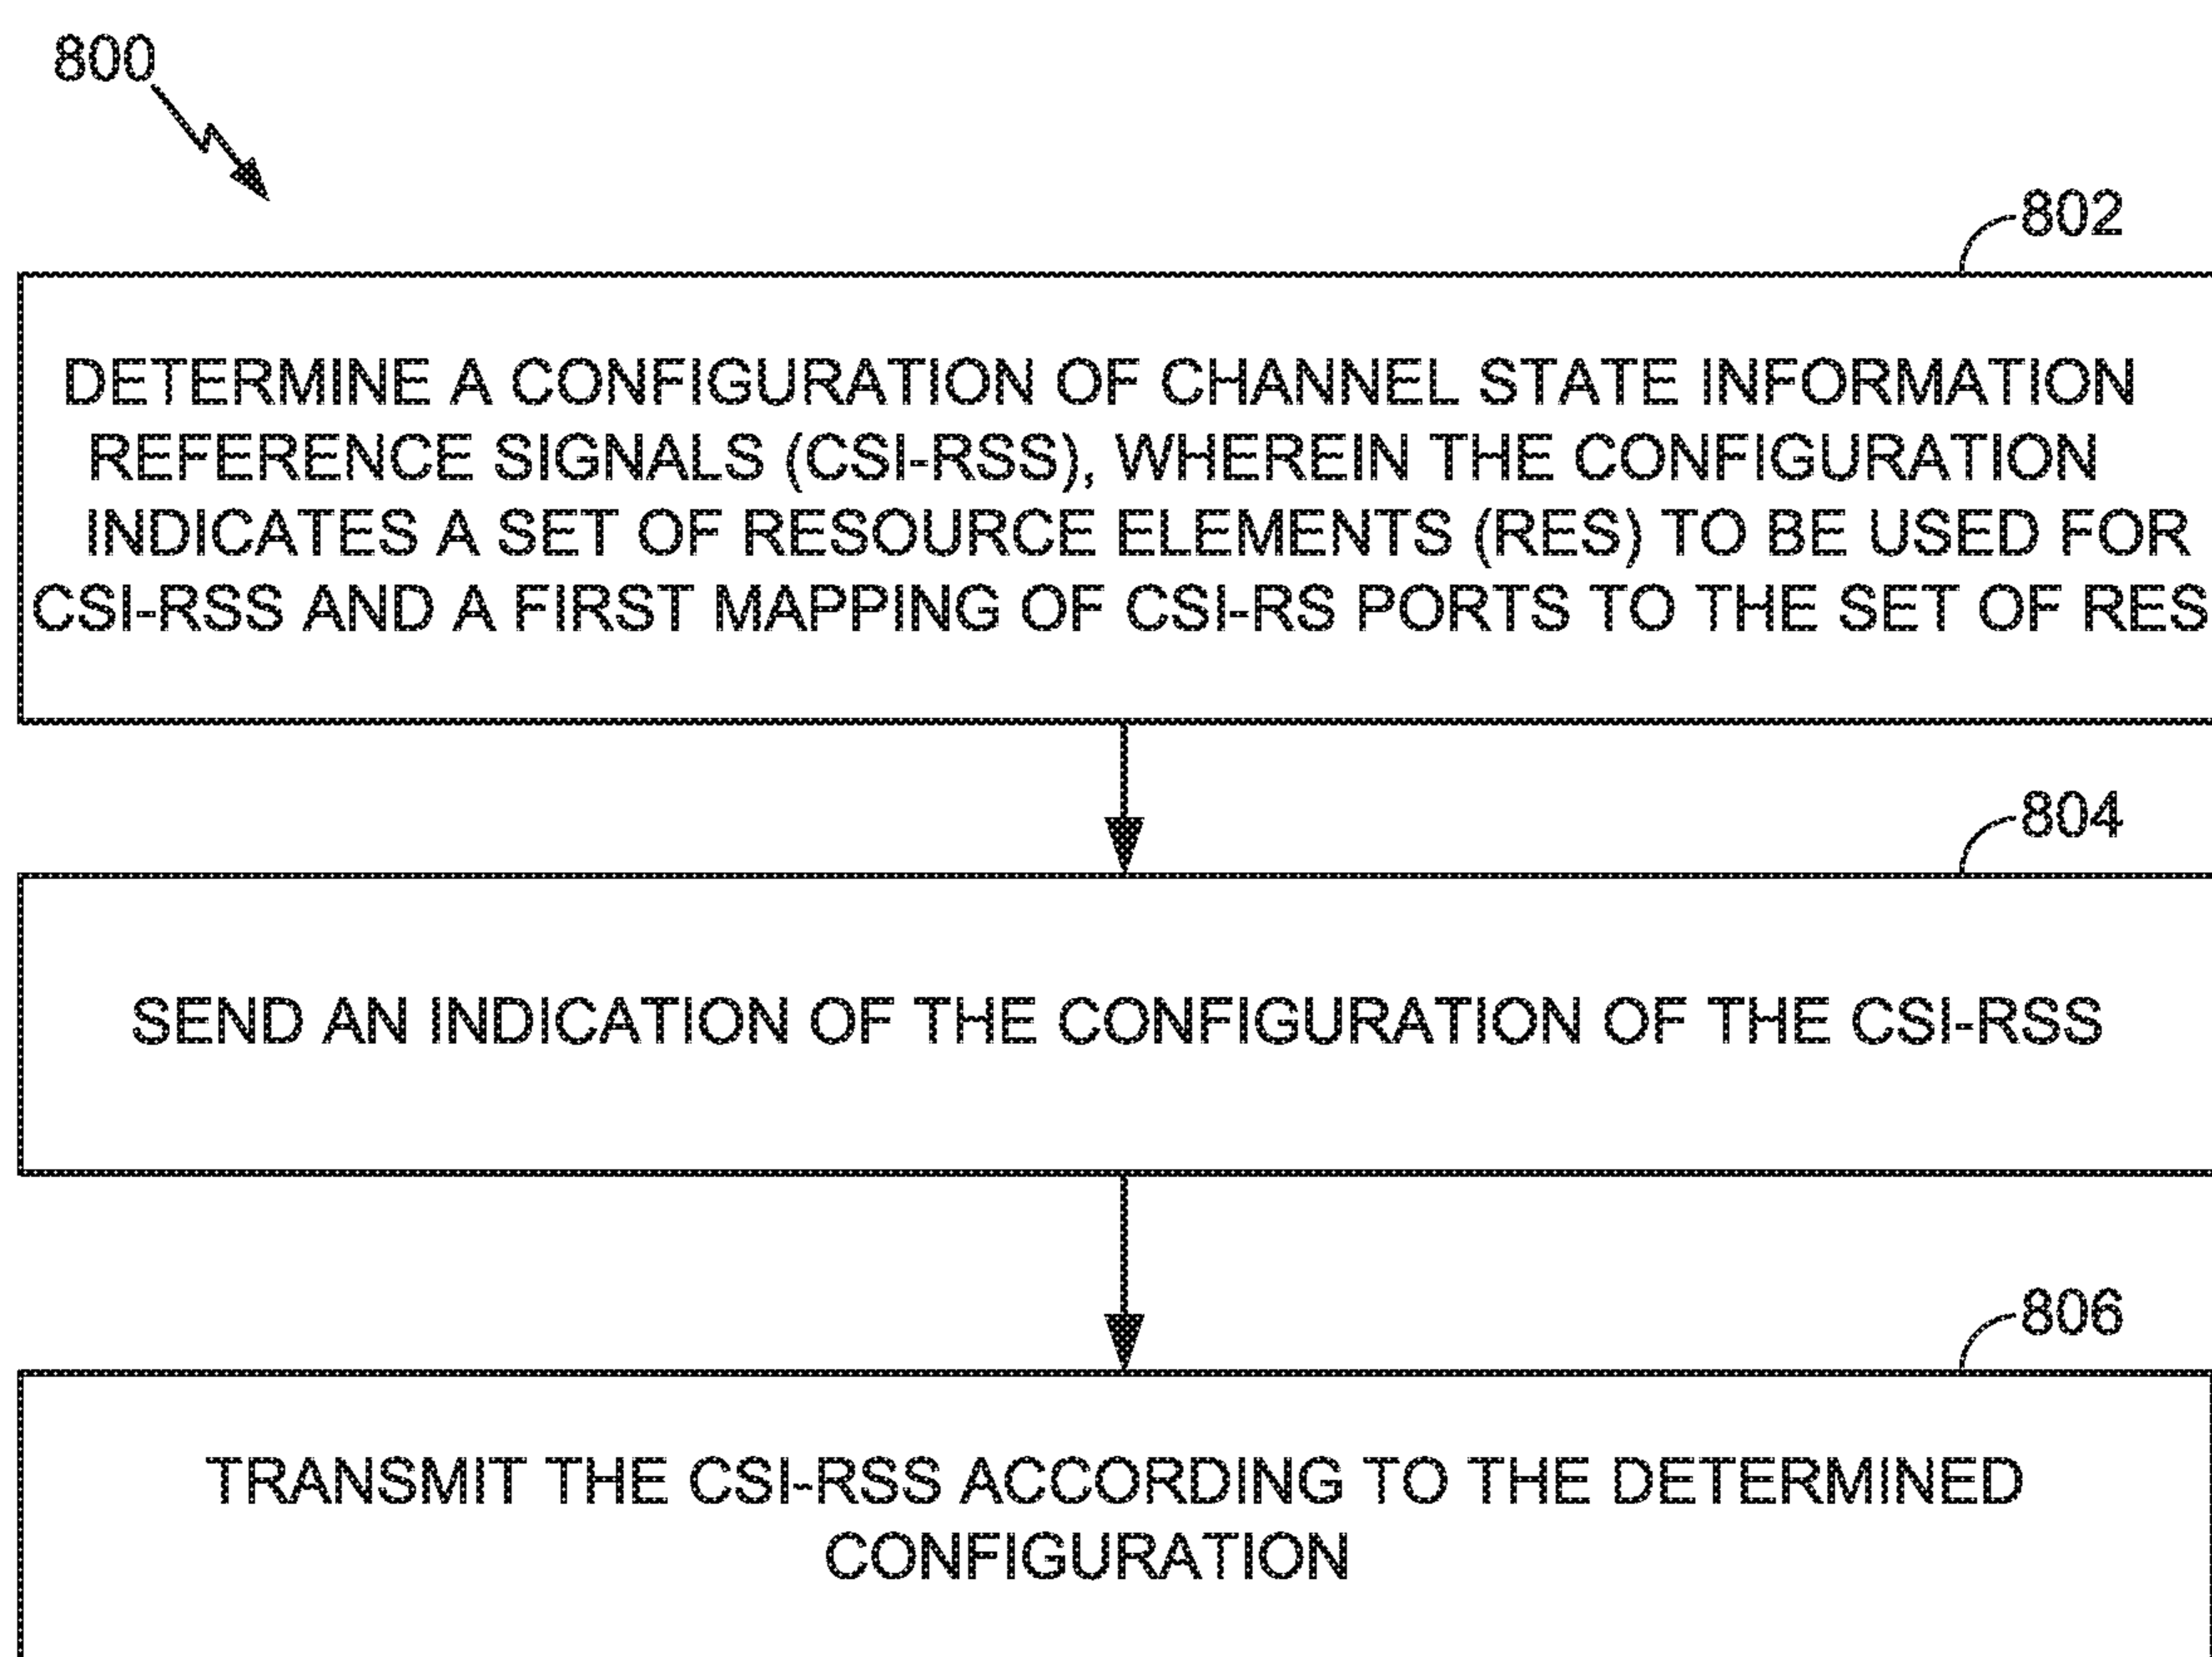 800
802
DETERMINE A CONFIGURATION OF CHANNEL STATE INFORMATION
REFERENCE SIGNALS (CSI-RSS), WHEREIN THE CONFIGURATION
INDICATES A SET OF RESOURCE ELEMENTS (RES) TO BE USED FOR
CSI-RSS AND A FIRST MAPPING OF CSI-RS PORTS TO THE SET OF RES
804
SEND AN INDICATION OF THE CONFIGURATION OF THE CSI-RSS
806
TRANSMIT THE CSI-RSS ACCORDING TO THE DETERMINED
CONFIGURATION